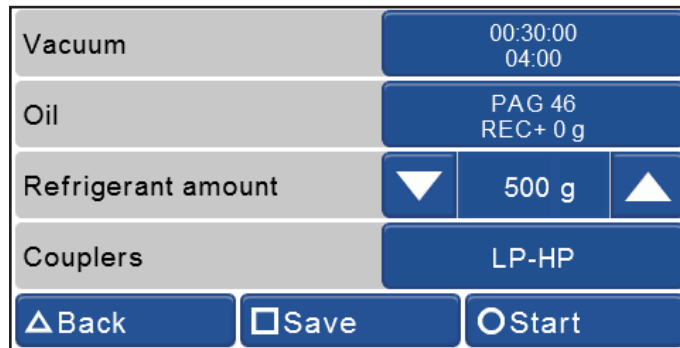 Vacuum
00:30:00
04:00
Oil
PAG 46
REC+ 0 g
Refrigerant amount
500 g
Couplers
LP-HP
Back
Save
Start